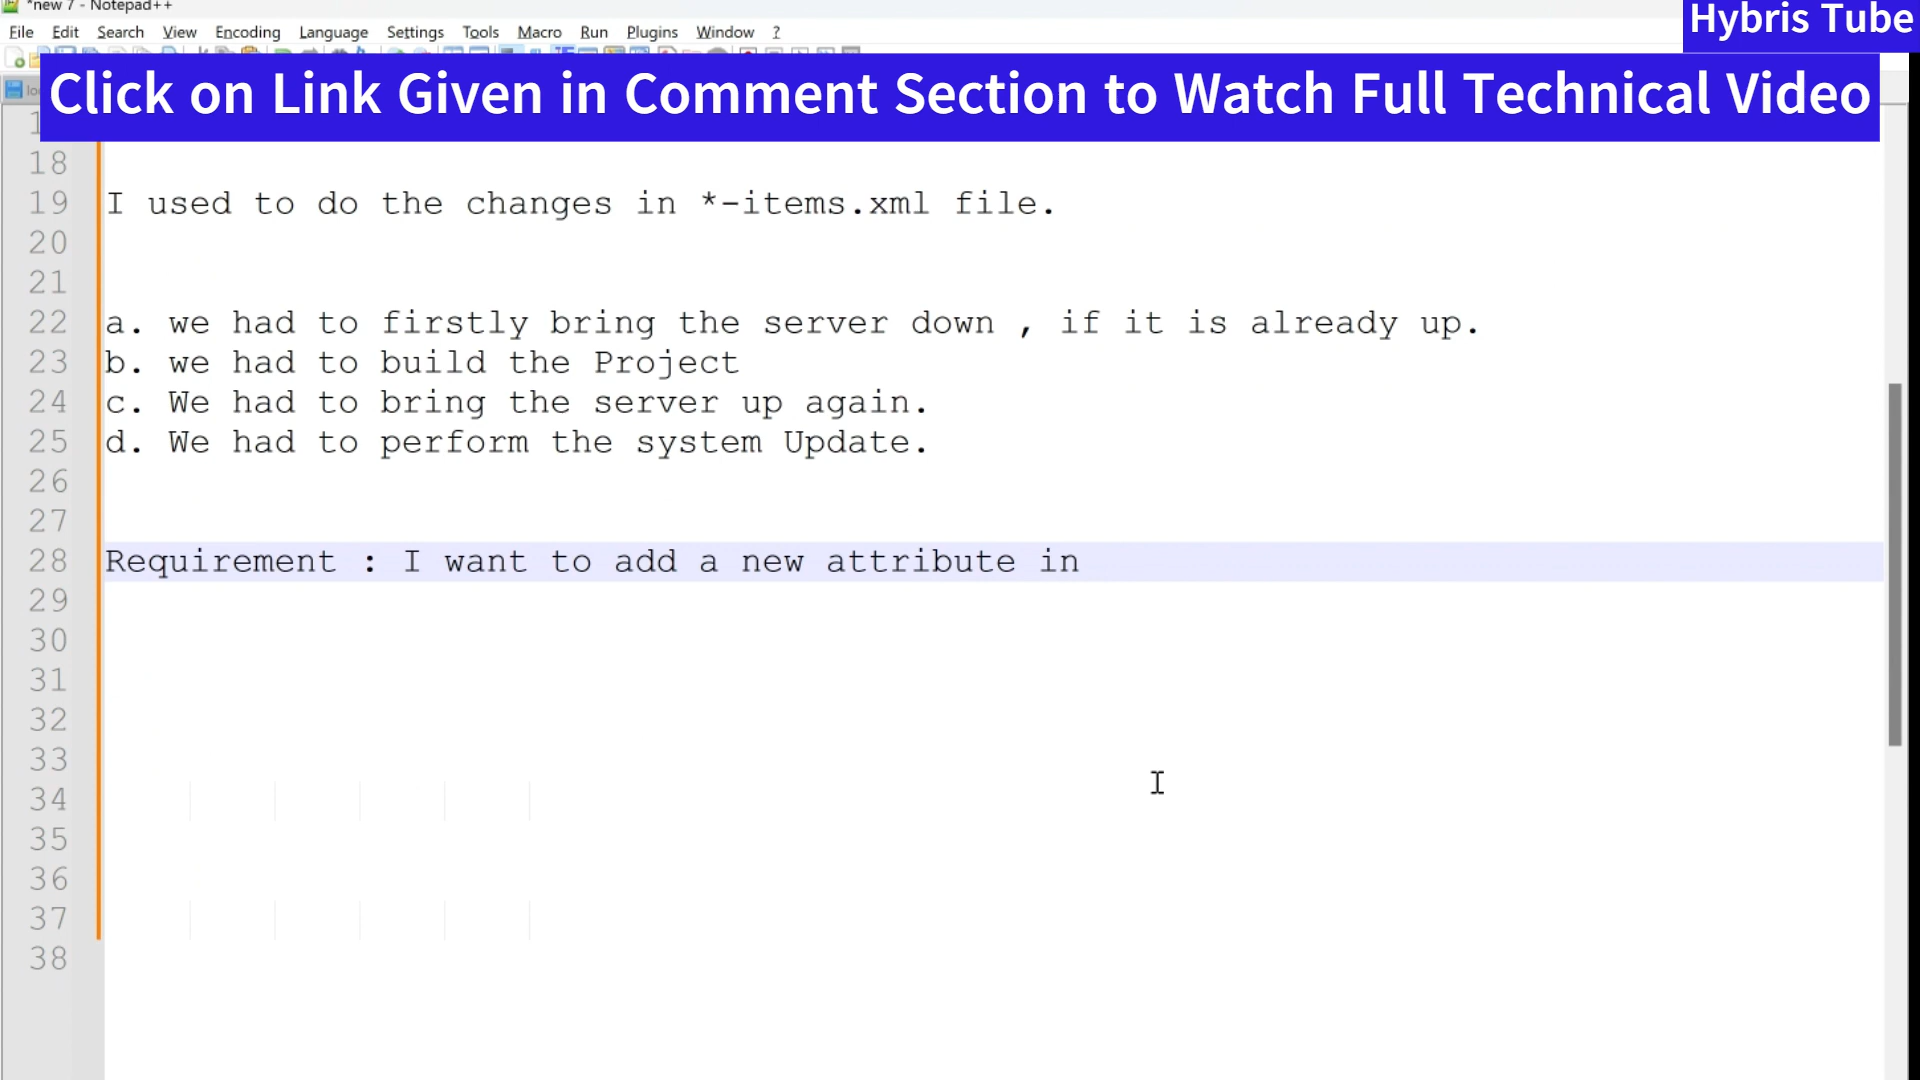 *new 7 - Notepad++
Hybris Tube
File Edit Search View Encoding Language Settings Tools Macro Run Plugins Window ?
Click on Link Given in Comment Section to Watch Full Technical Video
18
19 I used to do the changes in *-items.xml file.
20
21
22 a. we had to firstly bring the server down , if it is already up.
23 b. we had to build the Project
24 c. We had to bring the server up again.
25 d. We had to perform the system Update.
26
27
28 Requirement : I want to add a new attribute in
29
30
31
32
33
34
35
36
37
38